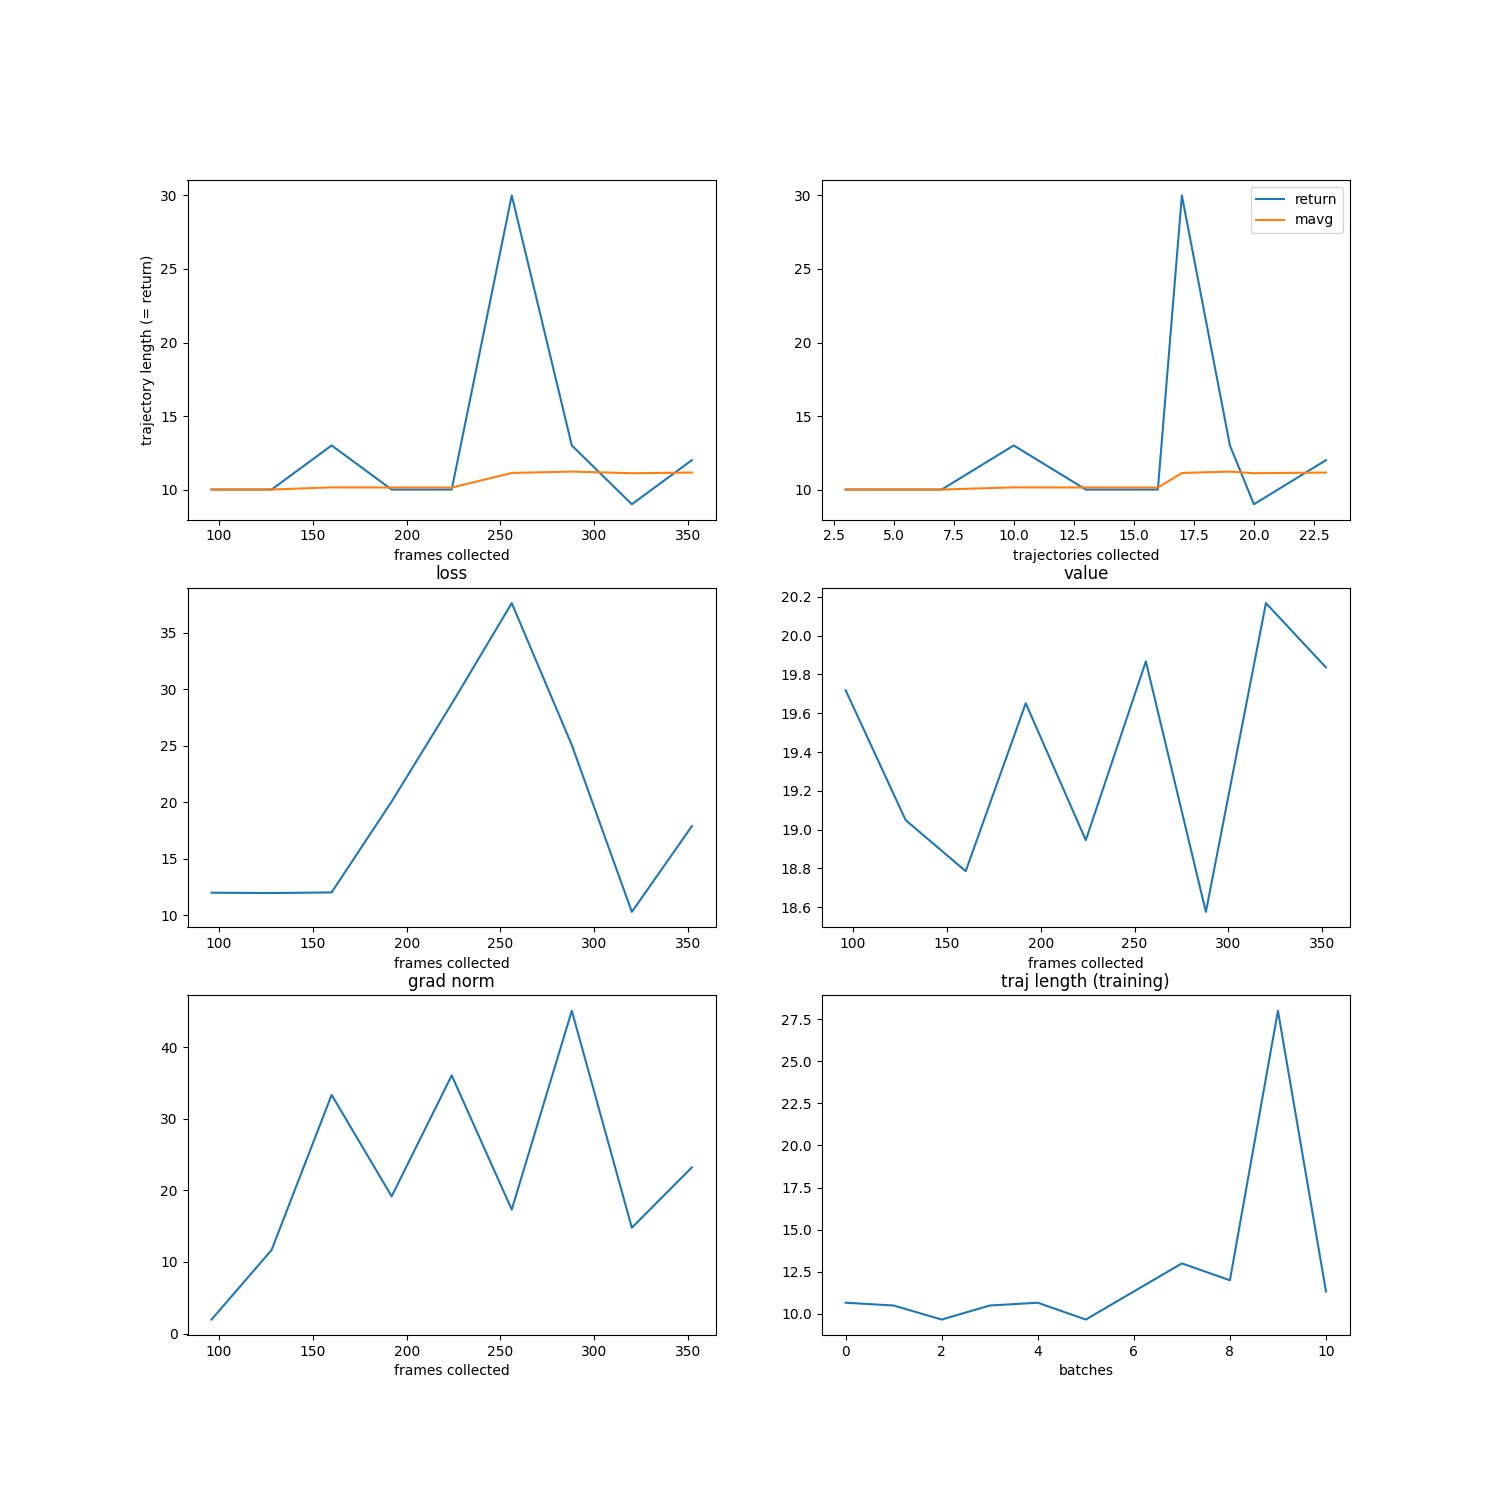 30
25
20
15
10
trajectory length (= return)
100 150 200 250 300 350
frames collected
return
mavg
30
25
20
15
10
2.5 5.0 7.5 10.0 12.5 15.0 17.5 20.0 22.5
trajectories collected
loss
35
30
25
20
15
10
100 150 200 250 300 350
frames collected
value
20.2
20.0
19.8
19.6
19.4
19.2
19.0
18.8
18.6
100 150 200 250 300 350
frames collected
grad norm
40
30
20
10
0
100 150 200 250 300 350
frames collected
traj length (training)
27.5
25.0
22.5
20.0
17.5
15.0
12.5
10.0
0 2 4 6 8 10
batches